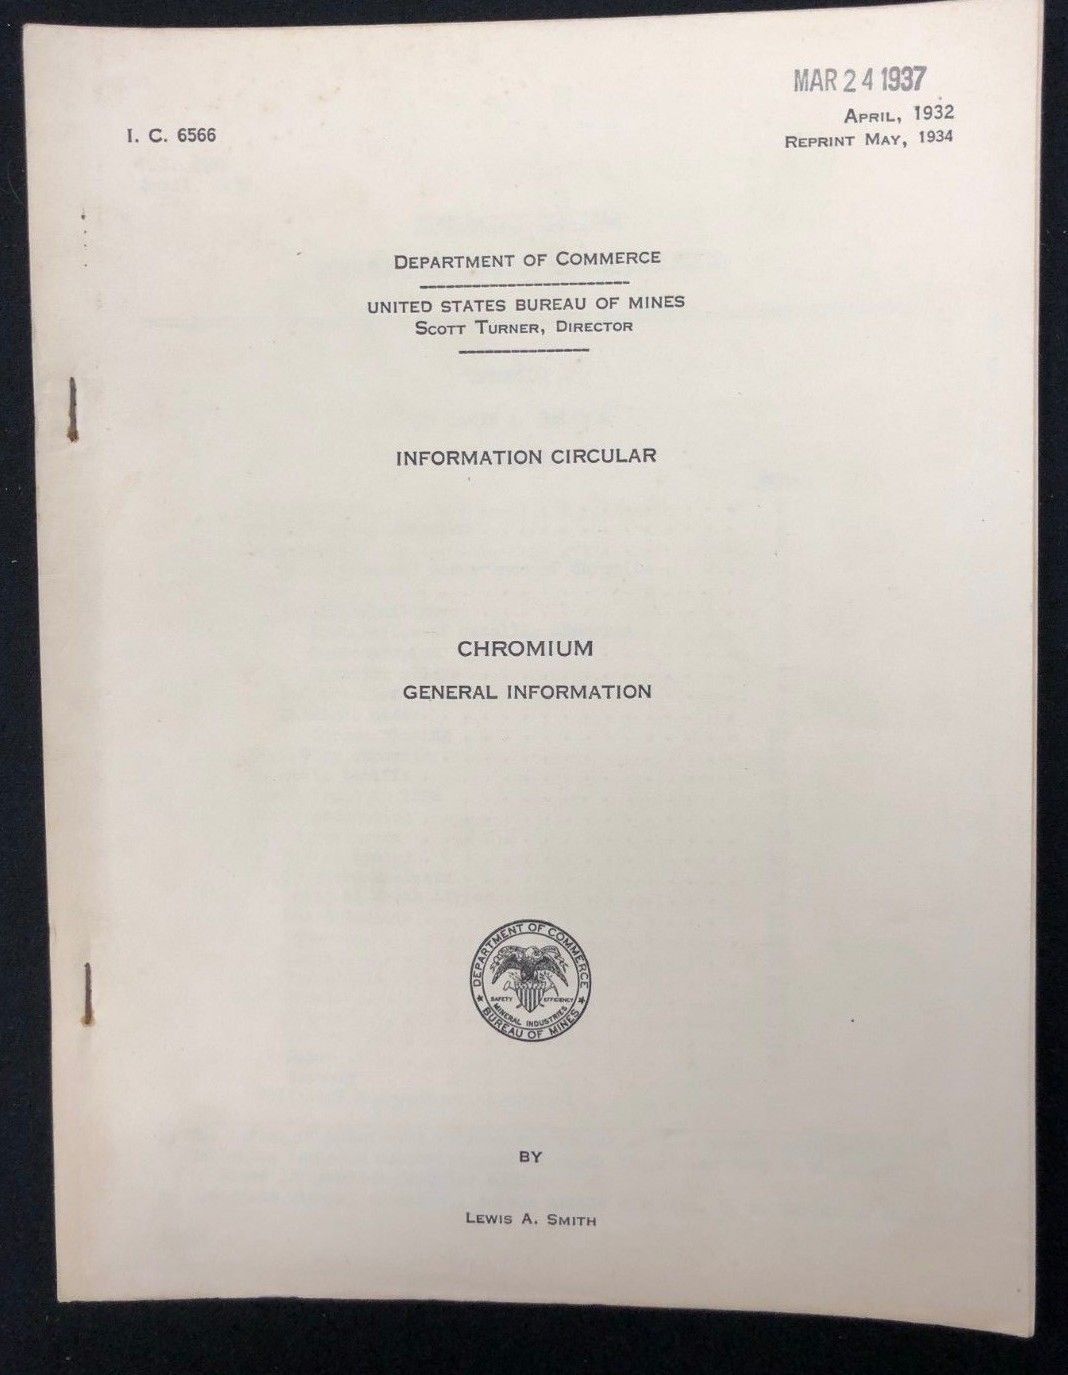 MAR 24 1937
I. C. 6566
APRIL, 1932
REPRINT MAY, 1934
DEPARTMENT OF COMMERCE
UNITED STATES BUREAU OF MINES
SCOTT TURNER, DIRECTOR
INFORMATION CIRCULAR
CHROMIUM
GENERAL INFORMATION
DEPARTMENT OF COMMERCE
SAFETY EFFICIENCY
MINERAL INDUSTRIES
BUREAU OF MINES
BY
LEWIS A. SMITH